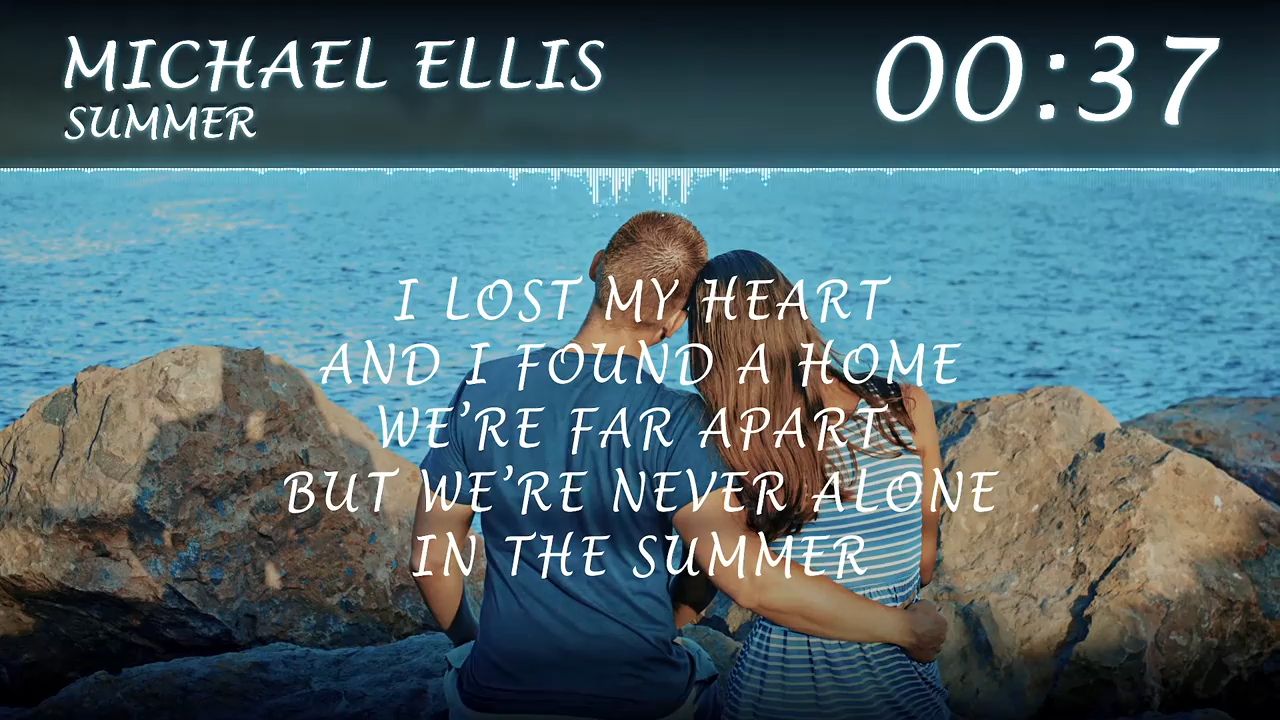 MICHAEL ELLIS
SUMMER
00:37
I LOST MY HEART
AND I FOUND A HOME
WE’RE FAR APART
BUT WE’RE NEVER ALONE
IN THE SUMMER